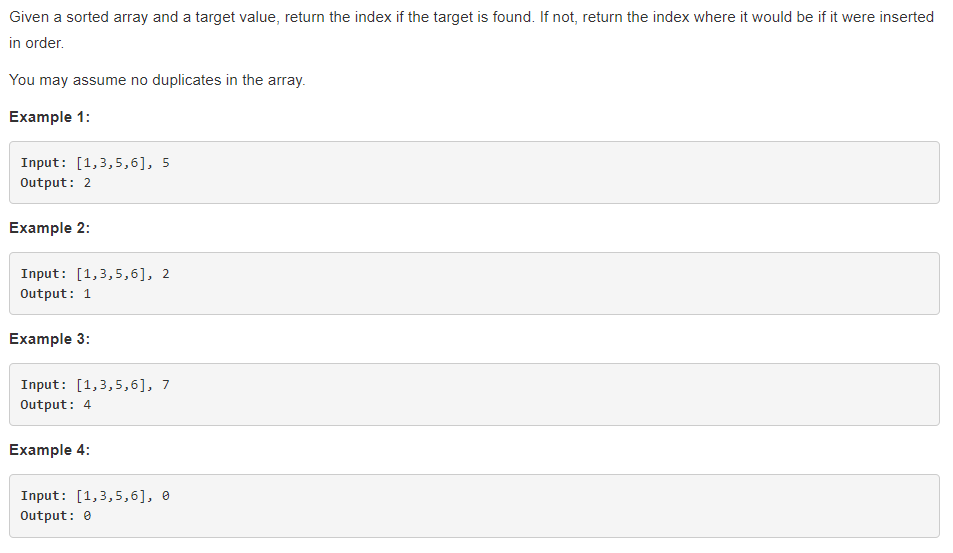 Given a sorted array and a target value, return the index if the target is found. If not, return the index where it would be if it were inserted
in order.
You may assume no duplicates in the array.
Example 1:
Input: [1,3,5,6], 5
Output: 2
Example 2:
Input: [1,3,5,6], 2
Output: 1
Example 3:
Input: [1,3,5,6], 7
Output: 4
Example 4:
Input: [1,3,5,6], 0
Output: 0